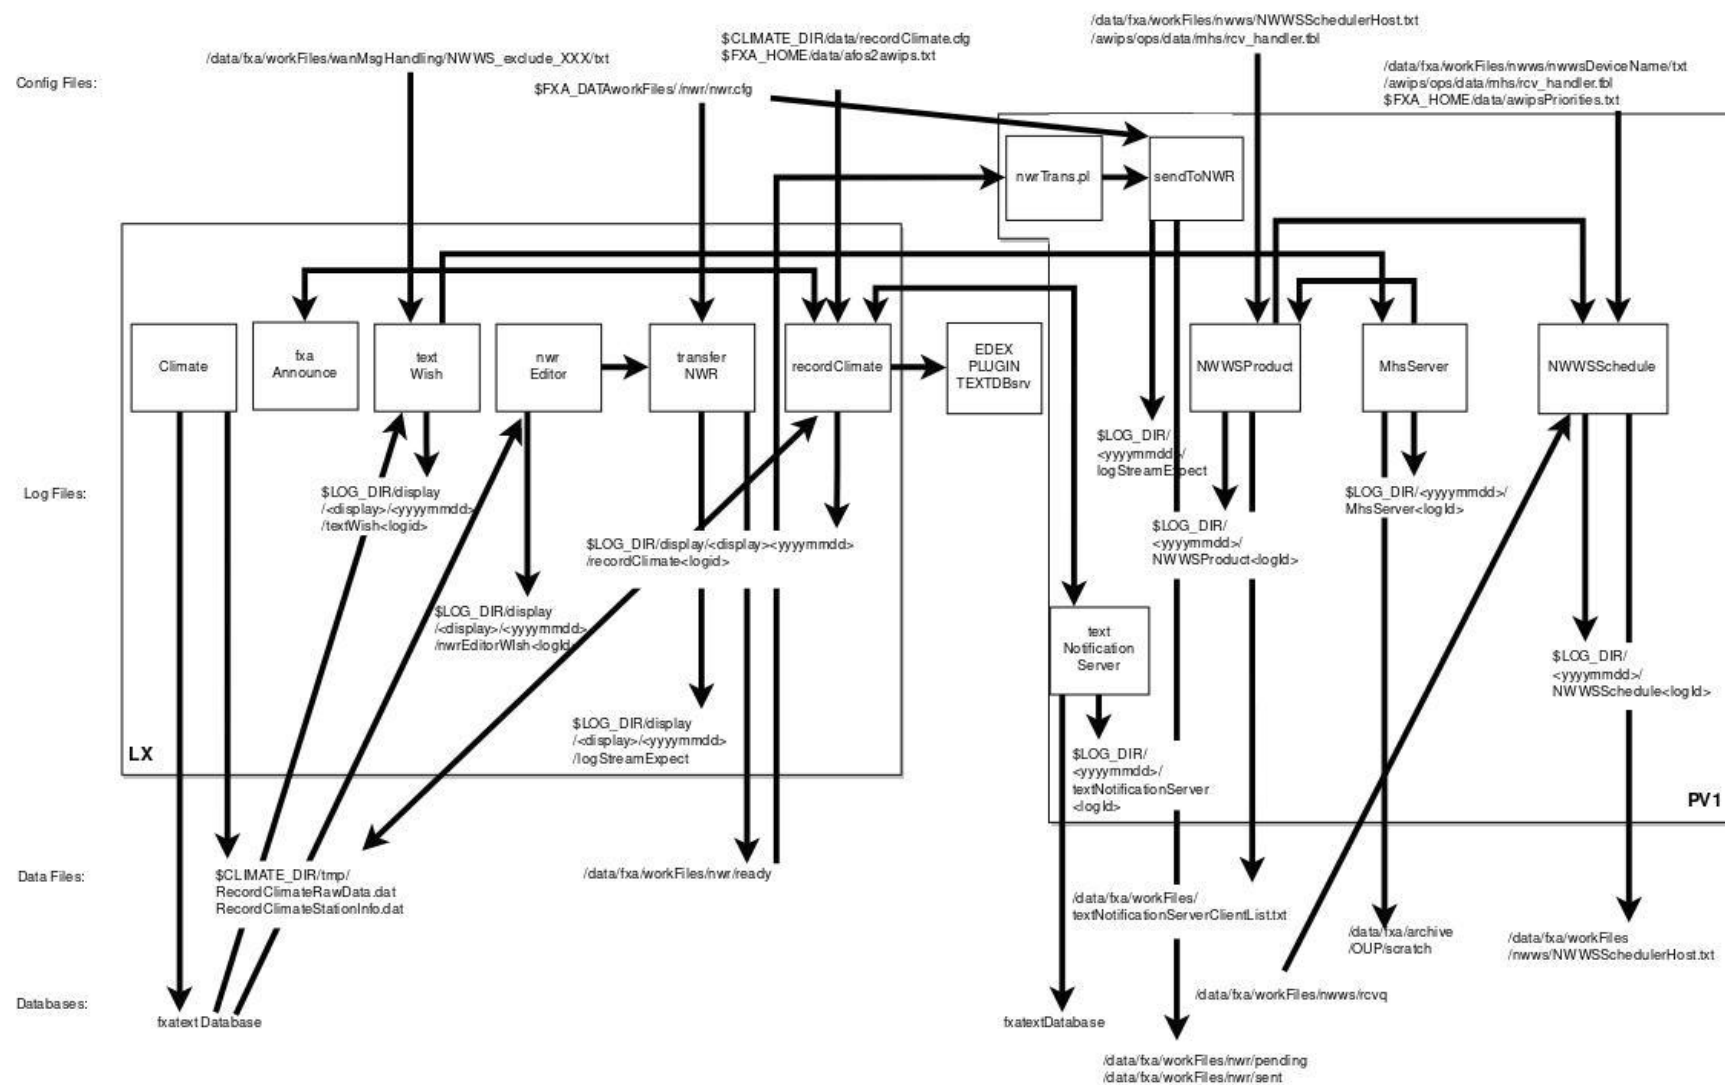 /data/fxa/workFiles/nwws/NWWSSchedulerHost.txt
/awips/ops/data/mhs/rcv_handler.tbl
$CLIMATE_DIR/data/recordClimate.cfg
$FXA_HOME/data/afos2awips.txt
/data/fxa/workFiles/wanMsgHandling/NWWS_exclude_XXX/txt
/data/fxa/workFiles/nwws/nwwsDeviceName/txt
/awips/ops/data/mhs/rcv_handler.tbl
$FXA_HOME/data/awipsPriorities.txt
Config Files:
$FXA_DATAworkFiles/ /nwr/nwr.cfg
nwrTrans.pl
sendToNWR
Climate
fxa
Announce
text
Wish
nwr
Editor
transfer
NWR
recordClimate
EDEX
PLUGIN
TEXTDBsrv
NWWSProduct
MhsServer
NWWSSchedule
$LOG_DIR/
<yyyymmdd>/
logStreamExpect
Log Files:
$LOG_DIR/display
/<display>/<yyyymmdd>
/textWish<logid>
$LOG_DIR/<yyyymmdd>/
MhsServer<logId>
$LOG_DIR/
<yyyymmdd>/
NWWSProduct<logId>
$LOG_DIR/display/<display><yyyymmdd>
/recordClimate<logid>
$LOG_DIR/display
/<display>/<yyyymmdd>
/nwrEditorWIsh<logId>
text
Notification
Server
$LOG_DIR/
<yyyymmdd>/
NWWSSchedule<logId>
$LOG_DIR/display
/<display>/<yyyymmdd>
/logStreamExpect
LX
$LOG_DIR/
<yyyymmdd>/
textNotificationServer
<logId>
PV1
Data Files:
$CLIMATE_DIR/tmp/
RecordClimateRawData.dat
RecordClimateStationInfo.dat
/data/fxa/workFiles/nwr/ready
/data/fxa/workFiles/
textNotificationServerClientList.txt
/data/fxa/archive
/OUP/scratch
/data/fxa/workFiles
/nwws/NWWSSchedulerHost.txt
Databases:
/data/fxa/workFiles/nwws/rcvq
fxatextDatabase
fxatextDatabase
/data/fxa/workFiles/nwr/pending
/data/fxa/workFiles/nwr/sent